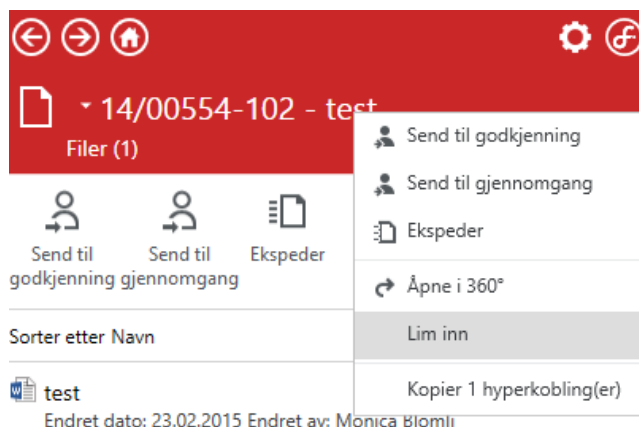 14/00554-102 - test
Filer (1)
Send til godkjenning
Send til gjennomgang
Ekspeder
Åpne i 360°
Lim inn
Kopier 1 hyperkobling(er)
Send til
godkjenning
Send til
gjennomgang
Ekspeder
Sorter etter Navn
test
Endret dato: 23.02.2015 Endret av: Monica Blomli